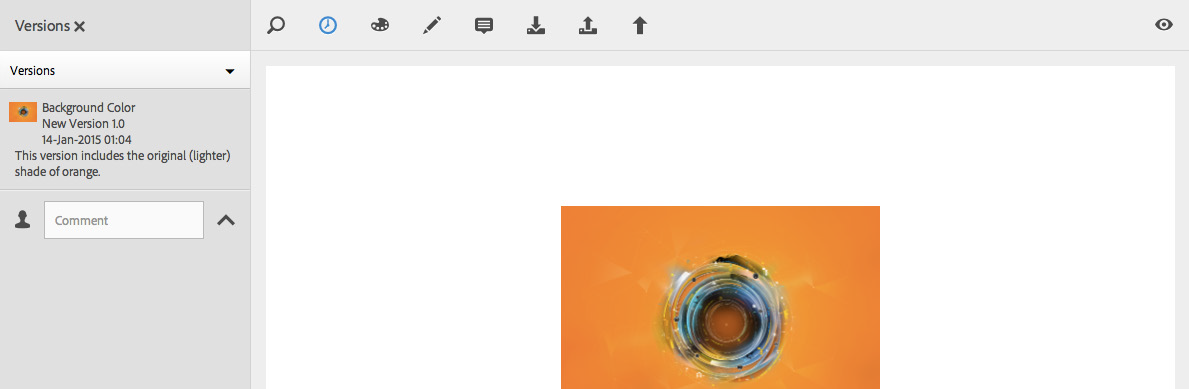 Versions
Versions
Background Color
New Version 1.0
14-Jan-2015 01:04
This version includes the original (lighter)
shade of orange.
Comment